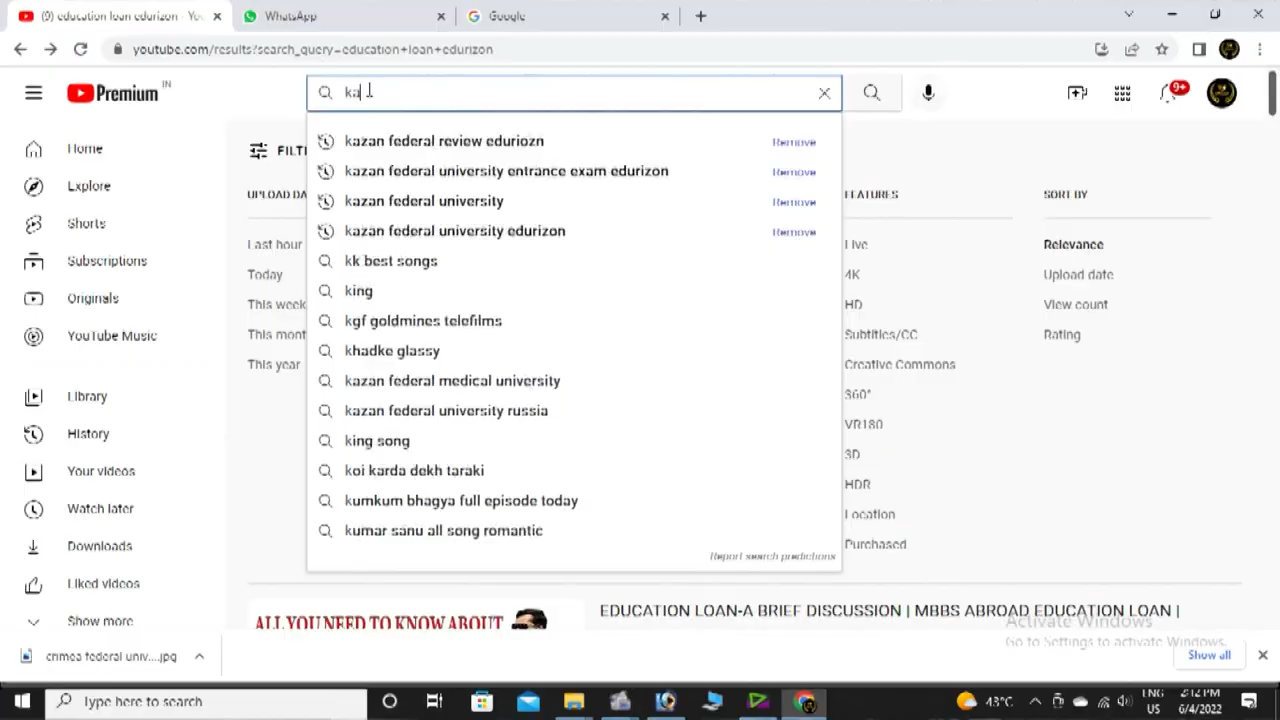 (9) education loan edurizon - You
WhatsApp
Google
youtube.com/results?search_query=education+loan+edurizon
Premium IN
ka
9+
kazan federal review eduriozn Remove
kazan federal university entrance exam edurizon Remove
kazan federal university Remove
kazan federal university edurizon Remove
kk best songs
king
kgf goldmines telefilms
khadke glassy
kazan federal medical university
kazan federal university russia
king song
koi karda dekh taraki
kumkum bhagya full episode today
kumar sanu all song romantic
Report search predictions
Home
Explore
Shorts
Subscriptions
Originals
YouTube Music
Library
History
Your videos
Watch later
Downloads
Liked videos
Show more
FILT
UPLOAD DA
Last hour
Today
This week
This mont
This year
FEATURES
Live
4K
HD
Subtitles/CC
Creative Commons
360°
VR180
3D
HDR
Location
Purchased
SORT BY
Relevance
Upload date
View count
Rating
ALL YOU NEED TO KNOW ABOUT
EDUCATION LOAN-A BRIEF DISCUSSION | MBBS ABROAD EDUCATION LOAN |
Activate Windows
Go to Settings to activate Windows.
crimea federal univ....jpg
Show all
Type here to search
43°C
ENG
US
2:12 PM
6/4/2022